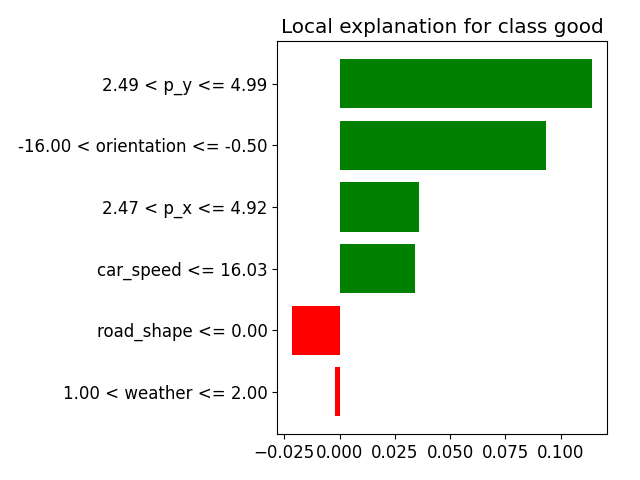 Local explanation for class good
2.49 < p_y <= 4.99
-16.00 < orientation <= -0.50
2.47 < p_x <= 4.92
car_speed <= 16.03
road_shape <= 0.00
1.00 < weather <= 2.00
−0.025 0.000 0.025 0.050 0.075 0.100